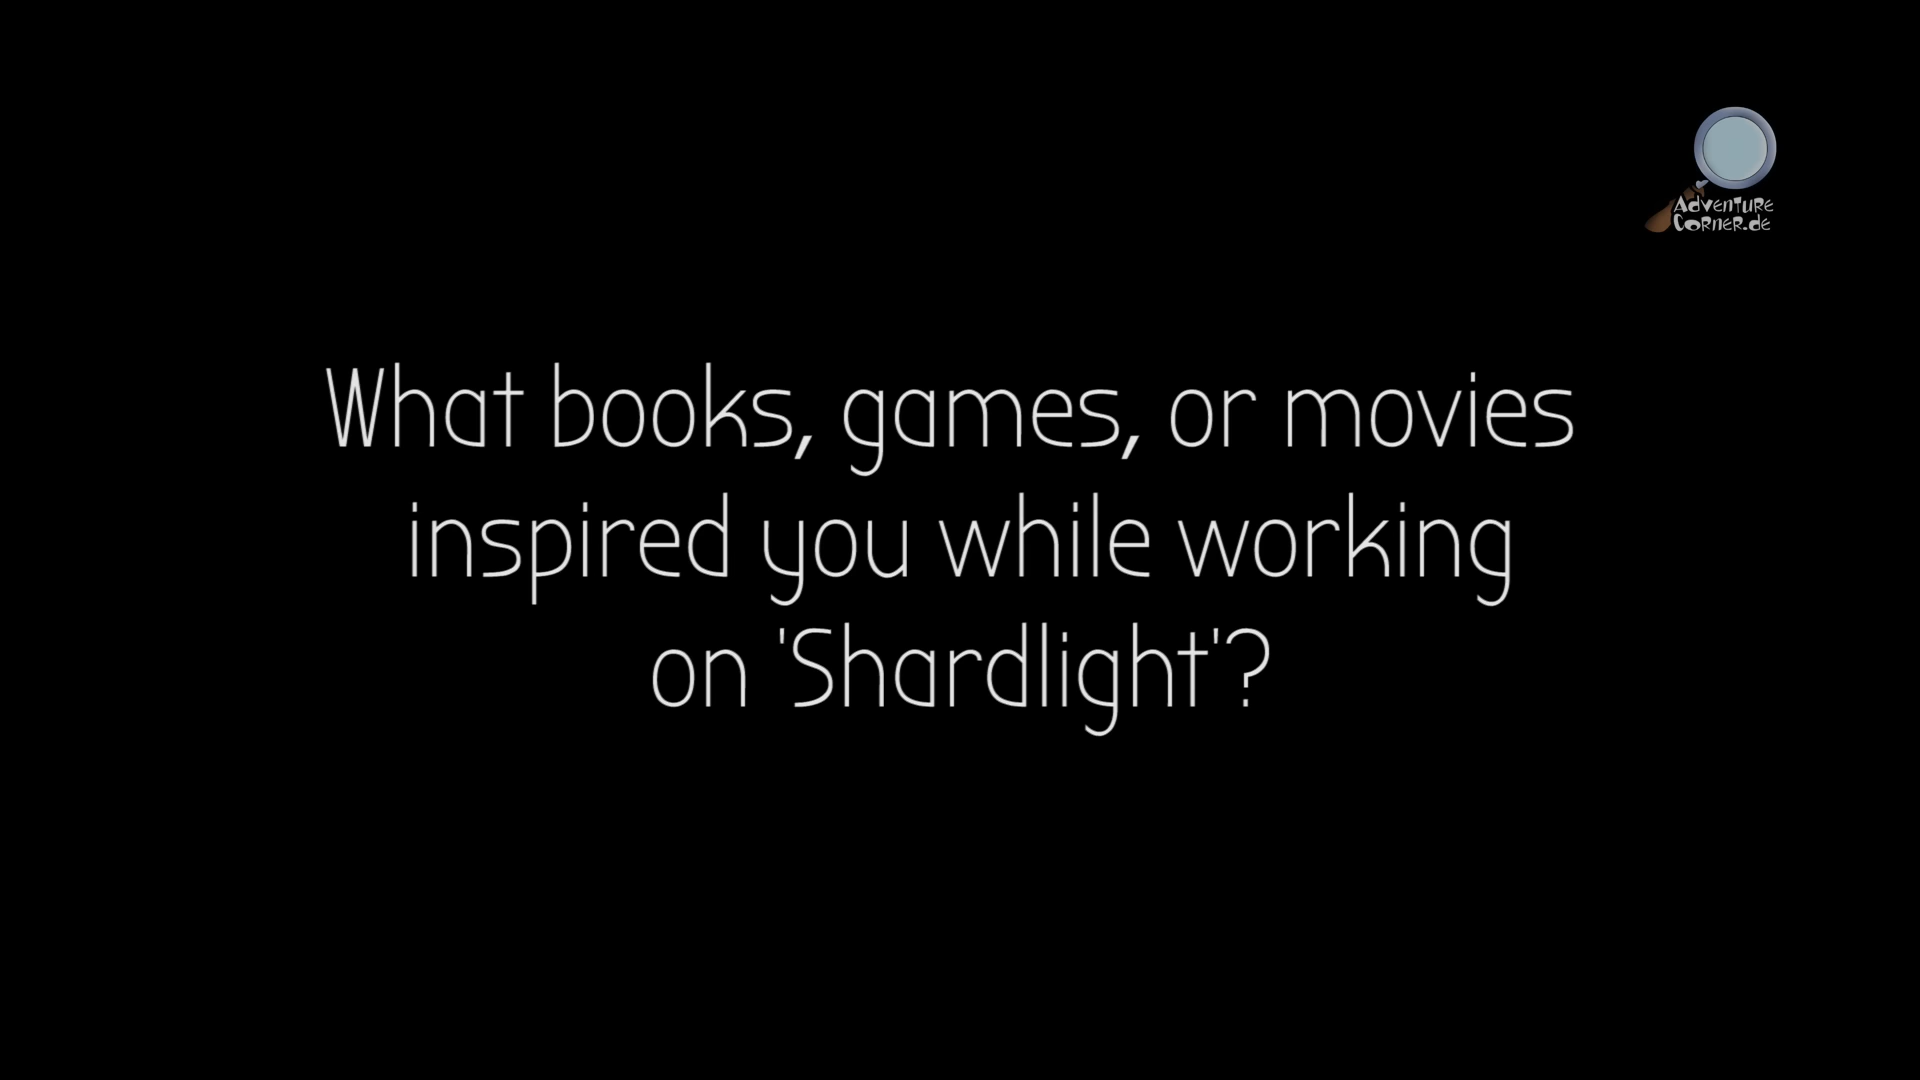 Adventure
Corner.de
What books, games, or movies
inspired you while working
on 'Shardlight'?